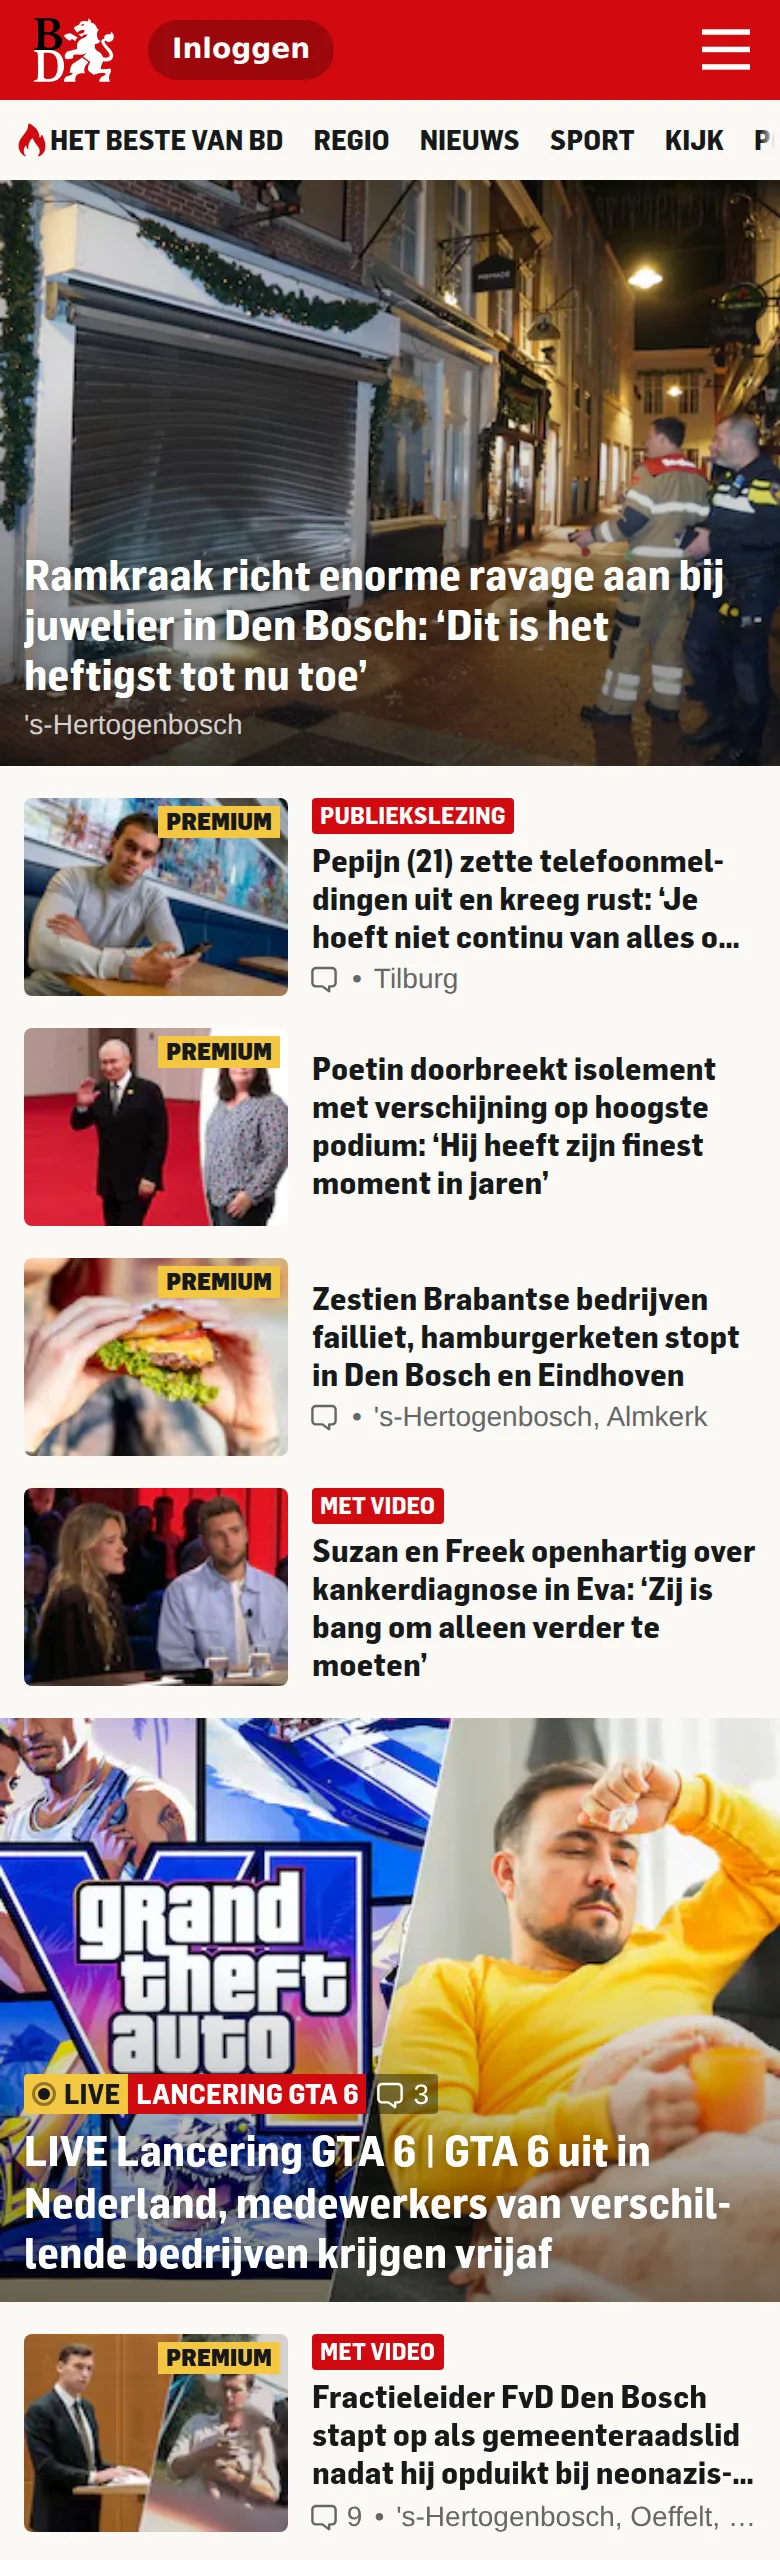 BD
Inloggen
HET BESTE VAN BD REGIO NIEUWS SPORT KIJK
Ramkraak richt enorme ravage aan bij
juwelier in Den Bosch: ‘Dit is het
heftigst tot nu toe’
's-Hertogenbosch
PREMIUM
PUBLIEKSLEZING
Pepijn (21) zette telefoonmel-
dingen uit en kreeg rust: ‘Je
hoeft niet continu van alles o...
• Tilburg
PREMIUM
Poetin doorbreekt isolement
met verschijning op hoogste
podium: ‘Hij heeft zijn finest
moment in jaren’
PREMIUM
Zestien Brabantse bedrijven
failliet, hamburgerketen stopt
in Den Bosch en Eindhoven
• 's-Hertogenbosch, Almkerk
MET VIDEO
Suzan en Freek openhartig over
kankerdiagnose in Eva: ‘Zij is
bang om alleen verder te
moeten’
VI
grand
theft
auto
LIVE LANCERING GTA 6 3
LIVE Lancering GTA 6 | GTA 6 uit in
Nederland, medewerkers van verschil-
lende bedrijven krijgen vrijaf
PREMIUM
MET VIDEO
Fractieleider FvD Den Bosch
stapt op als gemeenteraadslid
nadat hij opduikt bij neonazis-...
9 • 's-Hertogenbosch, Oeffelt, ...